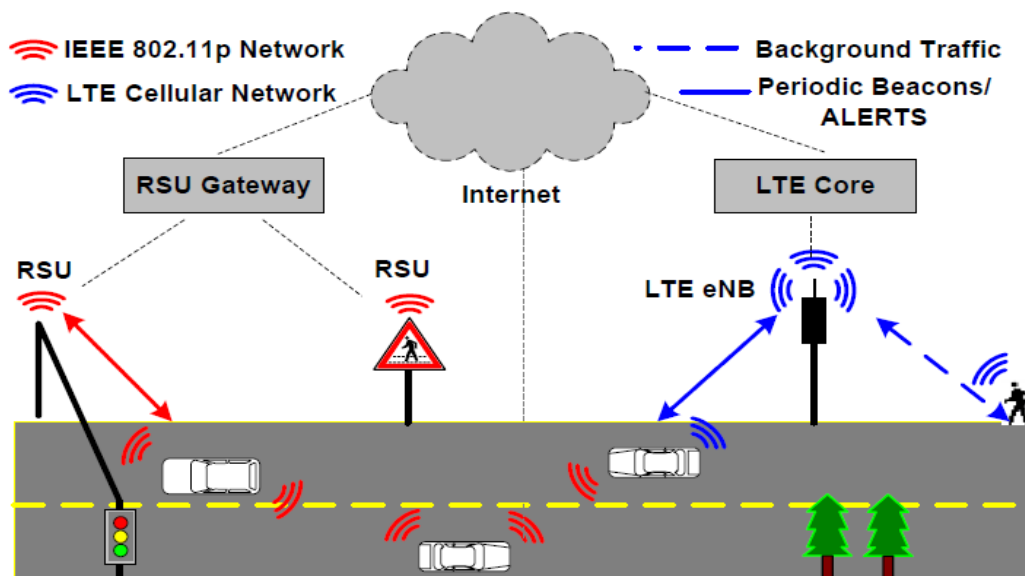 IEEE 802.11p Network
LTE Cellular Network
Background Traffic
Periodic Beacons/
ALERTS
RSU Gateway
Internet
LTE Core
RSU
RSU
LTE eNB